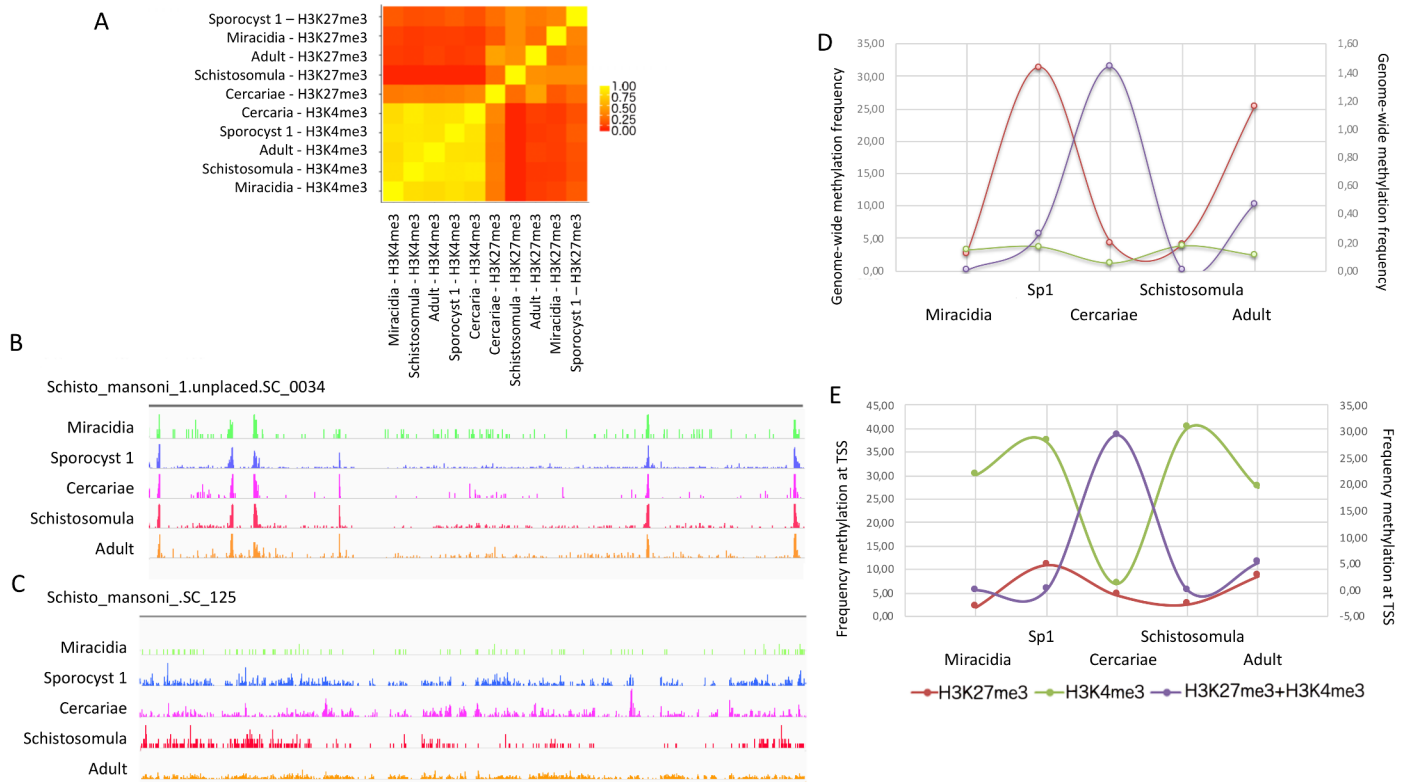 A
Sporocyst 1 – H3K27me3
Miracidia - H3K27me3
Adult - H3K27me3
Schistosomula - H3K27me3
Cercariae - H3K27me3
Cercaria - H3K4me3
Sporocyst 1 - H3K4me3
Adult - H3K4me3
Schistosomula - H3K4me3
Miracidia - H3K4me3
1.00
0.75
0.50
0.25
0.00
Miracidia - H3K4me3
Schistosomula - H3K4me3
Adult - H3K4me3
Sporocyst 1 - H3K4me3
Cercaria - H3K4me3
Cercariae - H3K27me3
Schistosomula - H3K27me3
Adult - H3K27me3
Miracidia - H3K27me3
Sporocyst 1 – H3K27me3
B
Schisto_mansoni_1.unplaced.SC_0034
Miracidia
Sporocyst 1
Cercariae
Schistosomula
Adult
C
Schisto_mansoni_.SC_125
Miracidia
Sporocyst 1
Cercariae
Schistosomula
Adult
D
Genome-wide methylation frequency
35,00
30,00
25,00
20,00
15,00
10,00
5,00
0,00
1,60
1,40
1,20
1,00
0,80
0,60
0,40
0,20
0,00
Genome-wide methylation frequency
Sp1 Schistosomula
Miracidia Cercariae Adult
E
Frequency methylation at TSS
45,00
40,00
35,00
30,00
25,00
20,00
15,00
10,00
5,00
0,00
35,00
30,00
25,00
20,00
15,00
10,00
5,00
0,00
-5,00
Frequency methylation at TSS
Sp1 Schistosomula
Miracidia Cercariae Adult
H3K27me3 H3K4me3 H3K27me3+H3K4me3